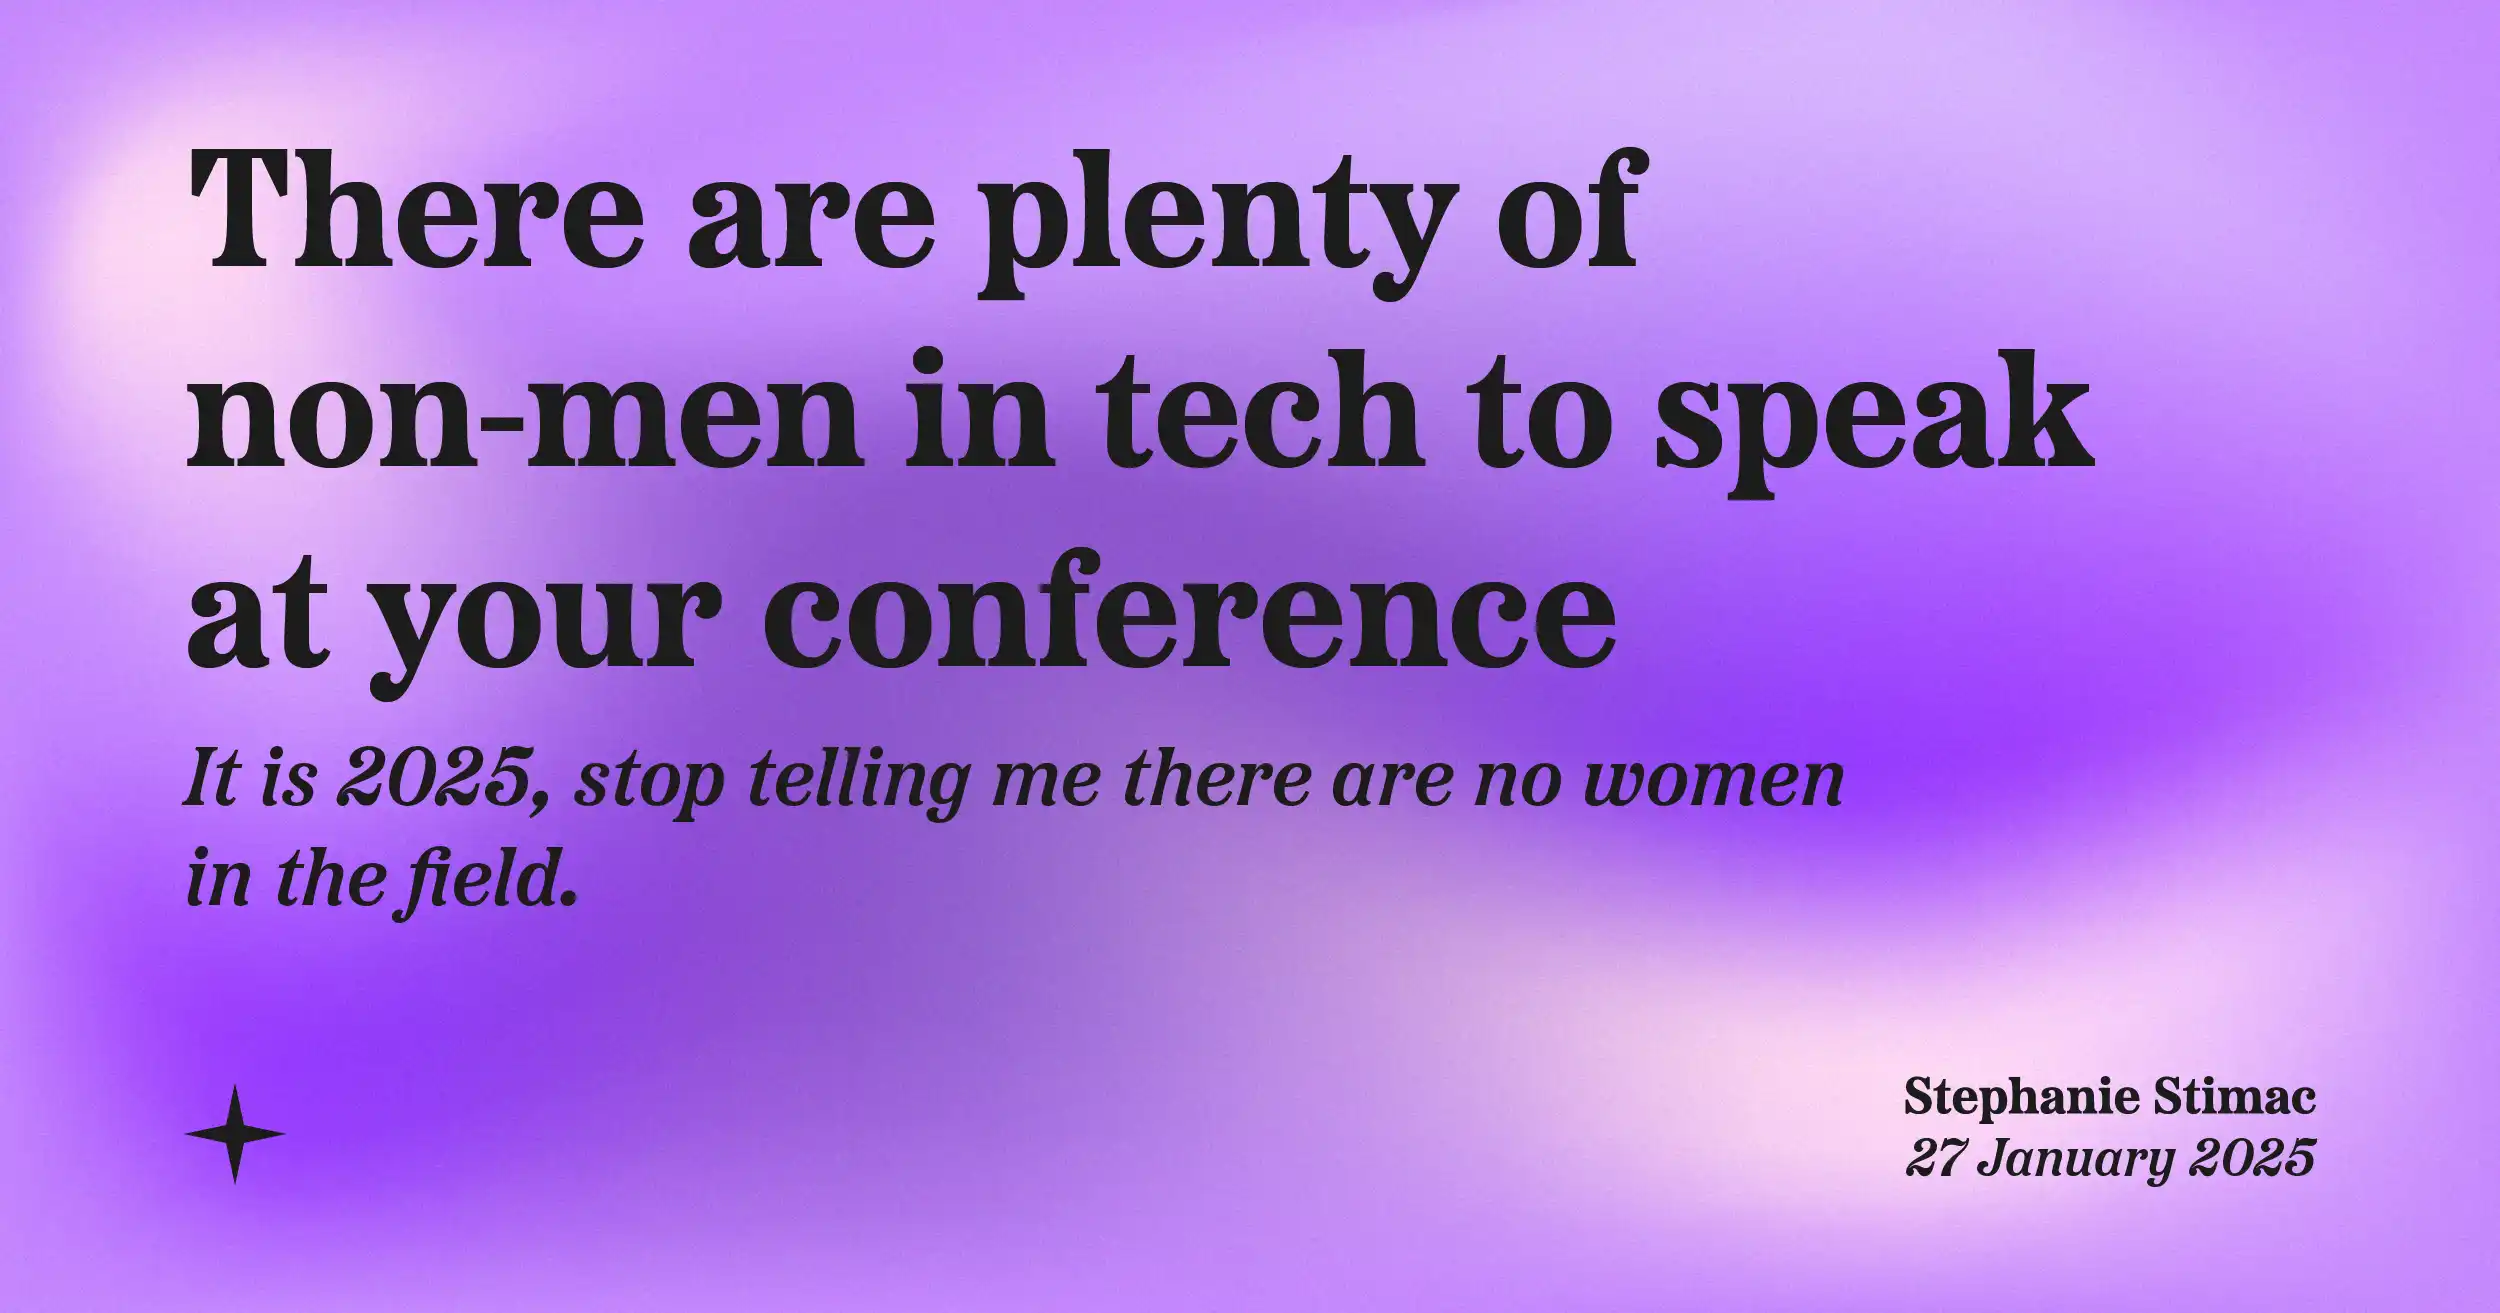 There are plenty of
non-men in tech to speak
at your conference
It is 2025, stop telling me there are no women
in the field.
Stephanie Stimac
27 January 2025